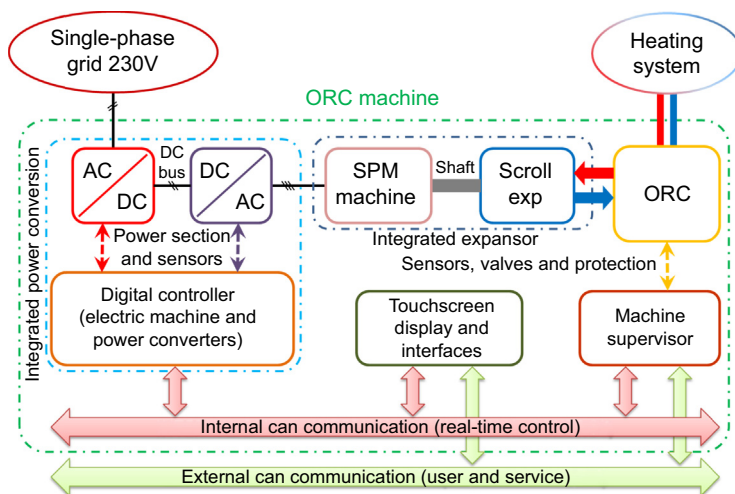 Single-phase
grid 230V
Heating
system
ORC machine
Integrated power conversion
AC
DC
DC
bus
DC
AC
SPM
machine
Shaft
Scroll
exp
ORC
Power section
and sensors
Integrated expansor
Sensors, valves and protection
Digital controller
(electric machine and
power converters)
Touchscreen
display and
interfaces
Machine
supervisor
Internal can communication (real-time control)
External can communication (user and service)